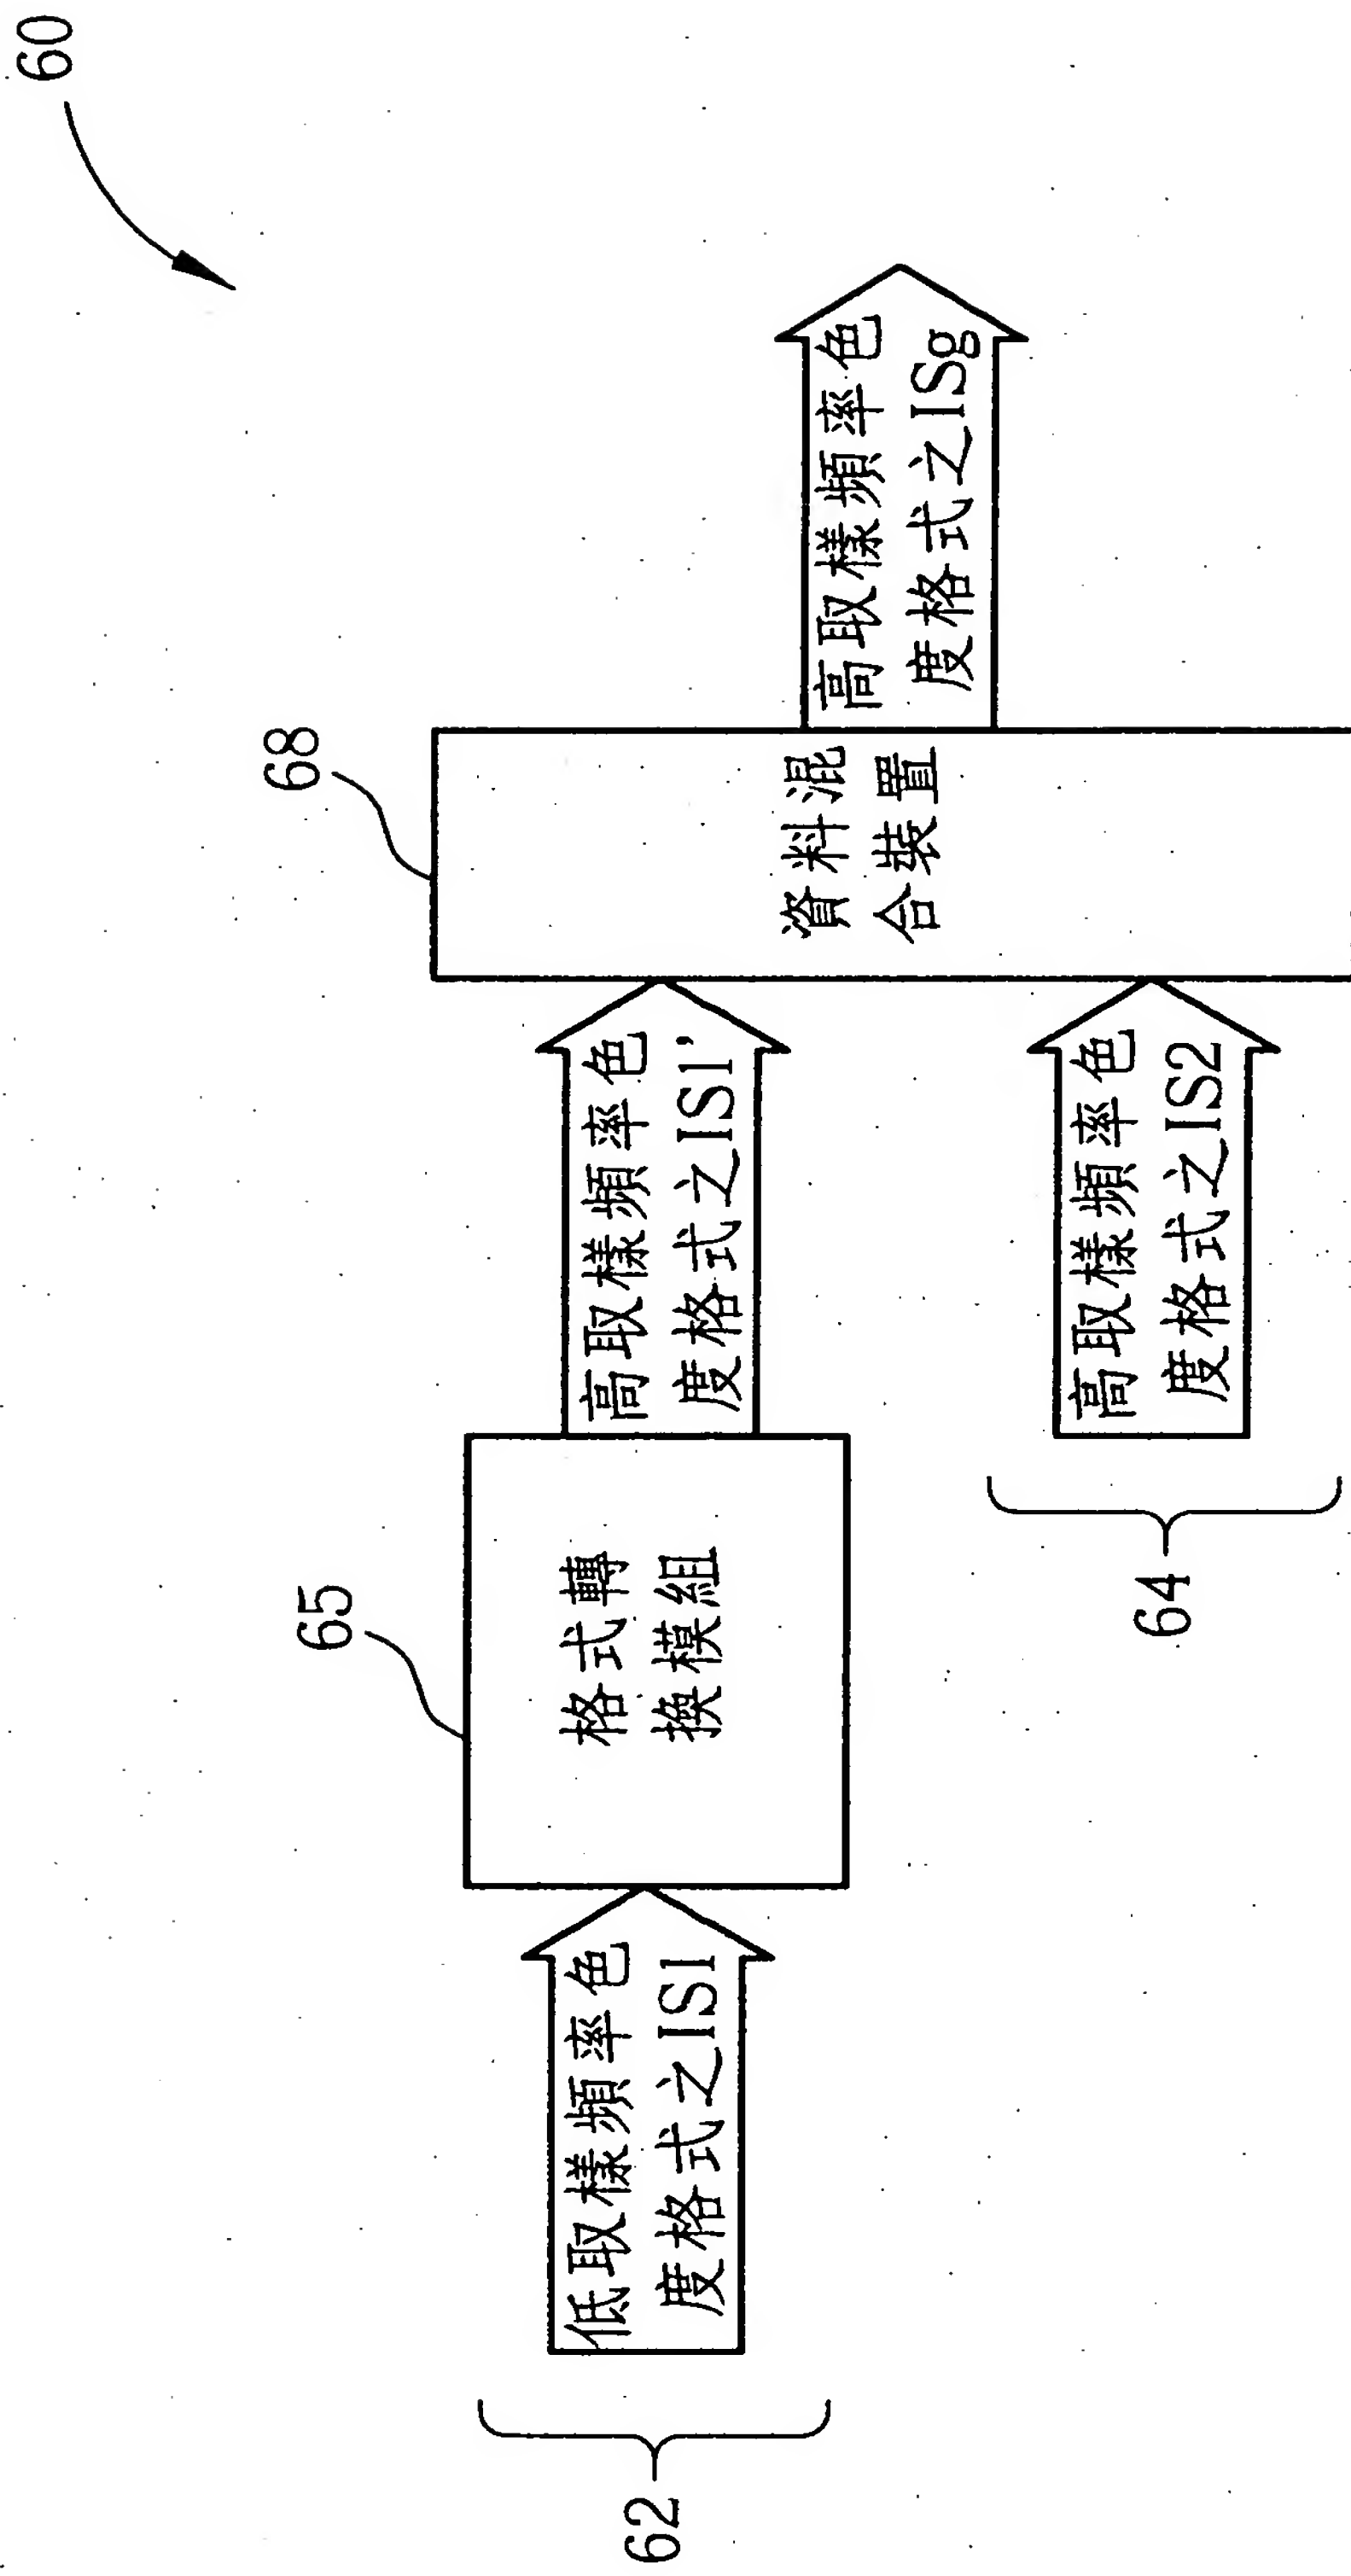 60
68
65
低取樣頻率色
度格式之IS1
62
格式轉
換模組
高取樣頻率色
度格式之IS1’
高取樣頻率色
度格式之IS2
64
資料混
合裝置
高取樣頻率色
度格式之ISg